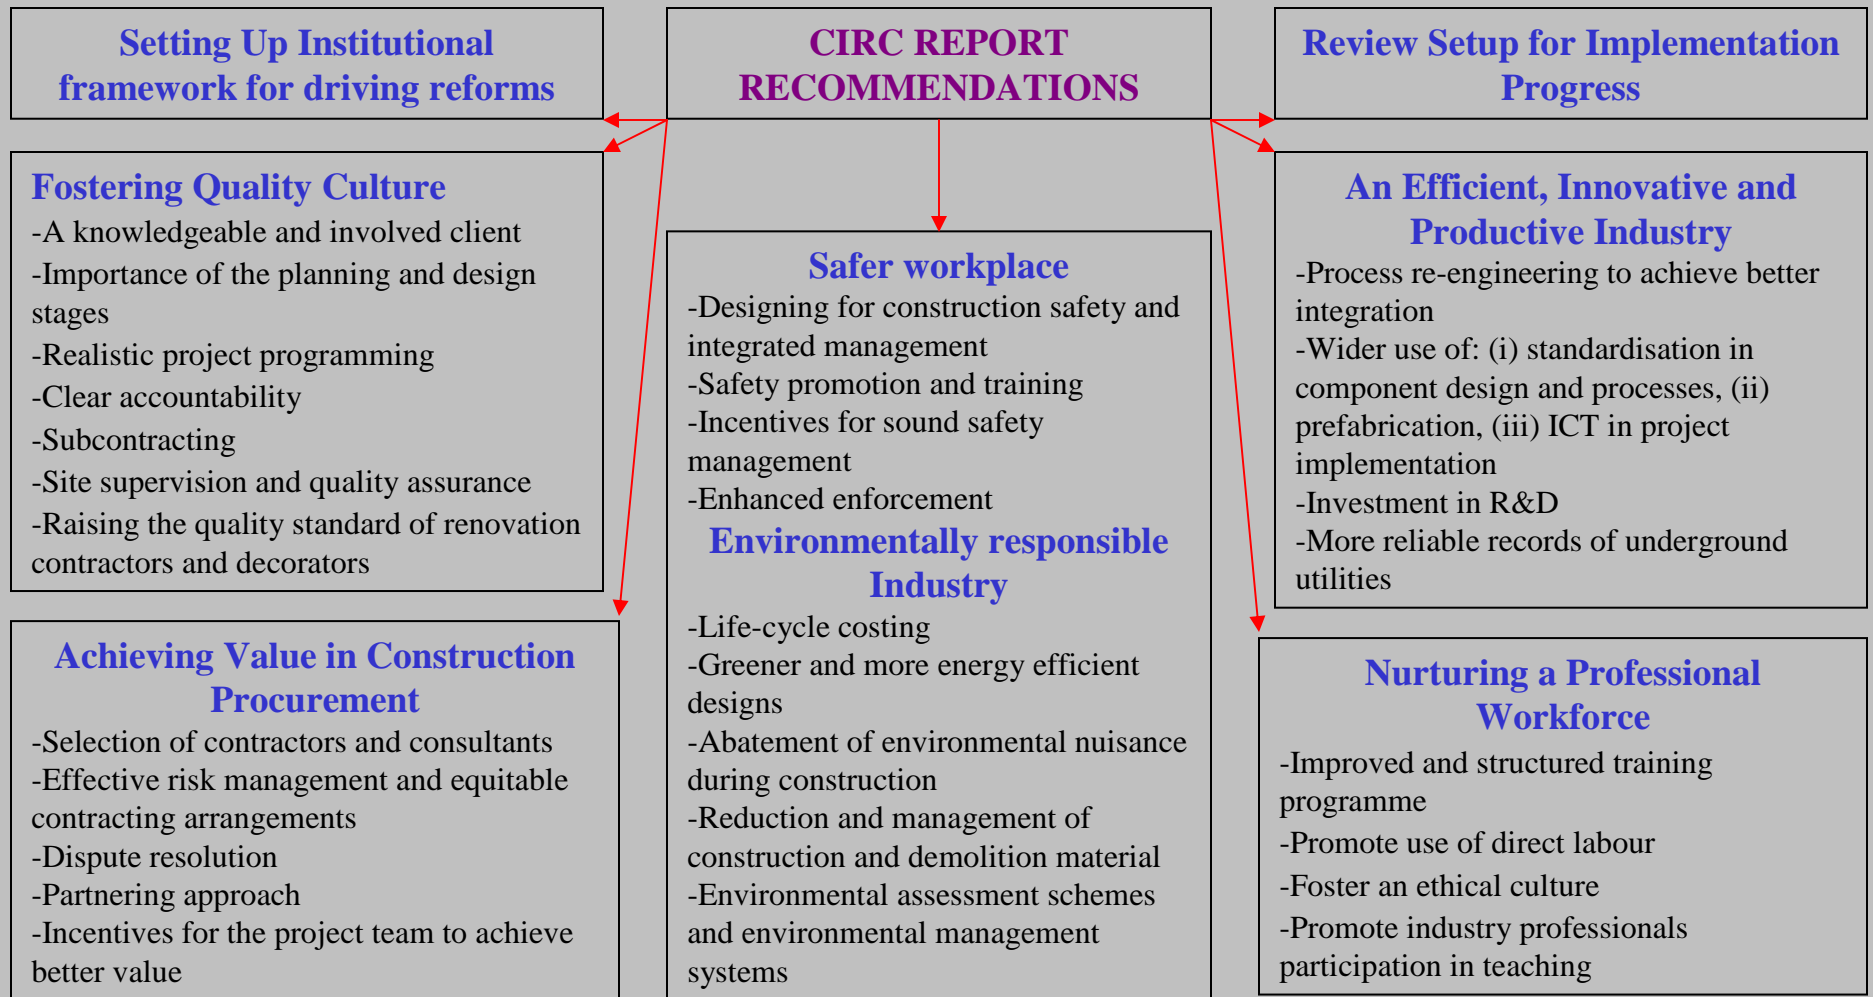 Setting Up Institutional
framework for driving reforms
CIRC REPORT
RECOMMENDATIONS
Review Setup for Implementation
Progress
Fostering Quality Culture
-A knowledgeable and involved client
-Importance of the planning and design
stages
-Realistic project programming
-Clear accountability
-Subcontracting
-Site supervision and quality assurance
-Raising the quality standard of renovation
contractors and decorators
Achieving Value in Construction
Procurement
-Selection of contractors and consultants
-Effective risk management and equitable
contracting arrangements
-Dispute resolution
-Partnering approach
-Incentives for the project team to achieve
better value
Safer workplace
-Designing for construction safety and
integrated management
-Safety promotion and training
-Incentives for sound safety
management
-Enhanced enforcement
Environmentally responsible
Industry
-Life-cycle costing
-Greener and more energy efficient
designs
-Abatement of environmental nuisance
during construction
-Reduction and management of
construction and demolition material
-Environmental assessment schemes
and environmental management
systems
An Efficient, Innovative and
Productive Industry
-Process re-engineering to achieve better
integration
-Wider use of: (i) standardisation in
component design and processes, (ii)
prefabrication, (iii) ICT in project
implementation
-Investment in R&D
-More reliable records of underground
utilities
Nurturing a Professional
Workforce
-Improved and structured training
programme
-Promote use of direct labour
-Foster an ethical culture
-Promote industry professionals
participation in teaching